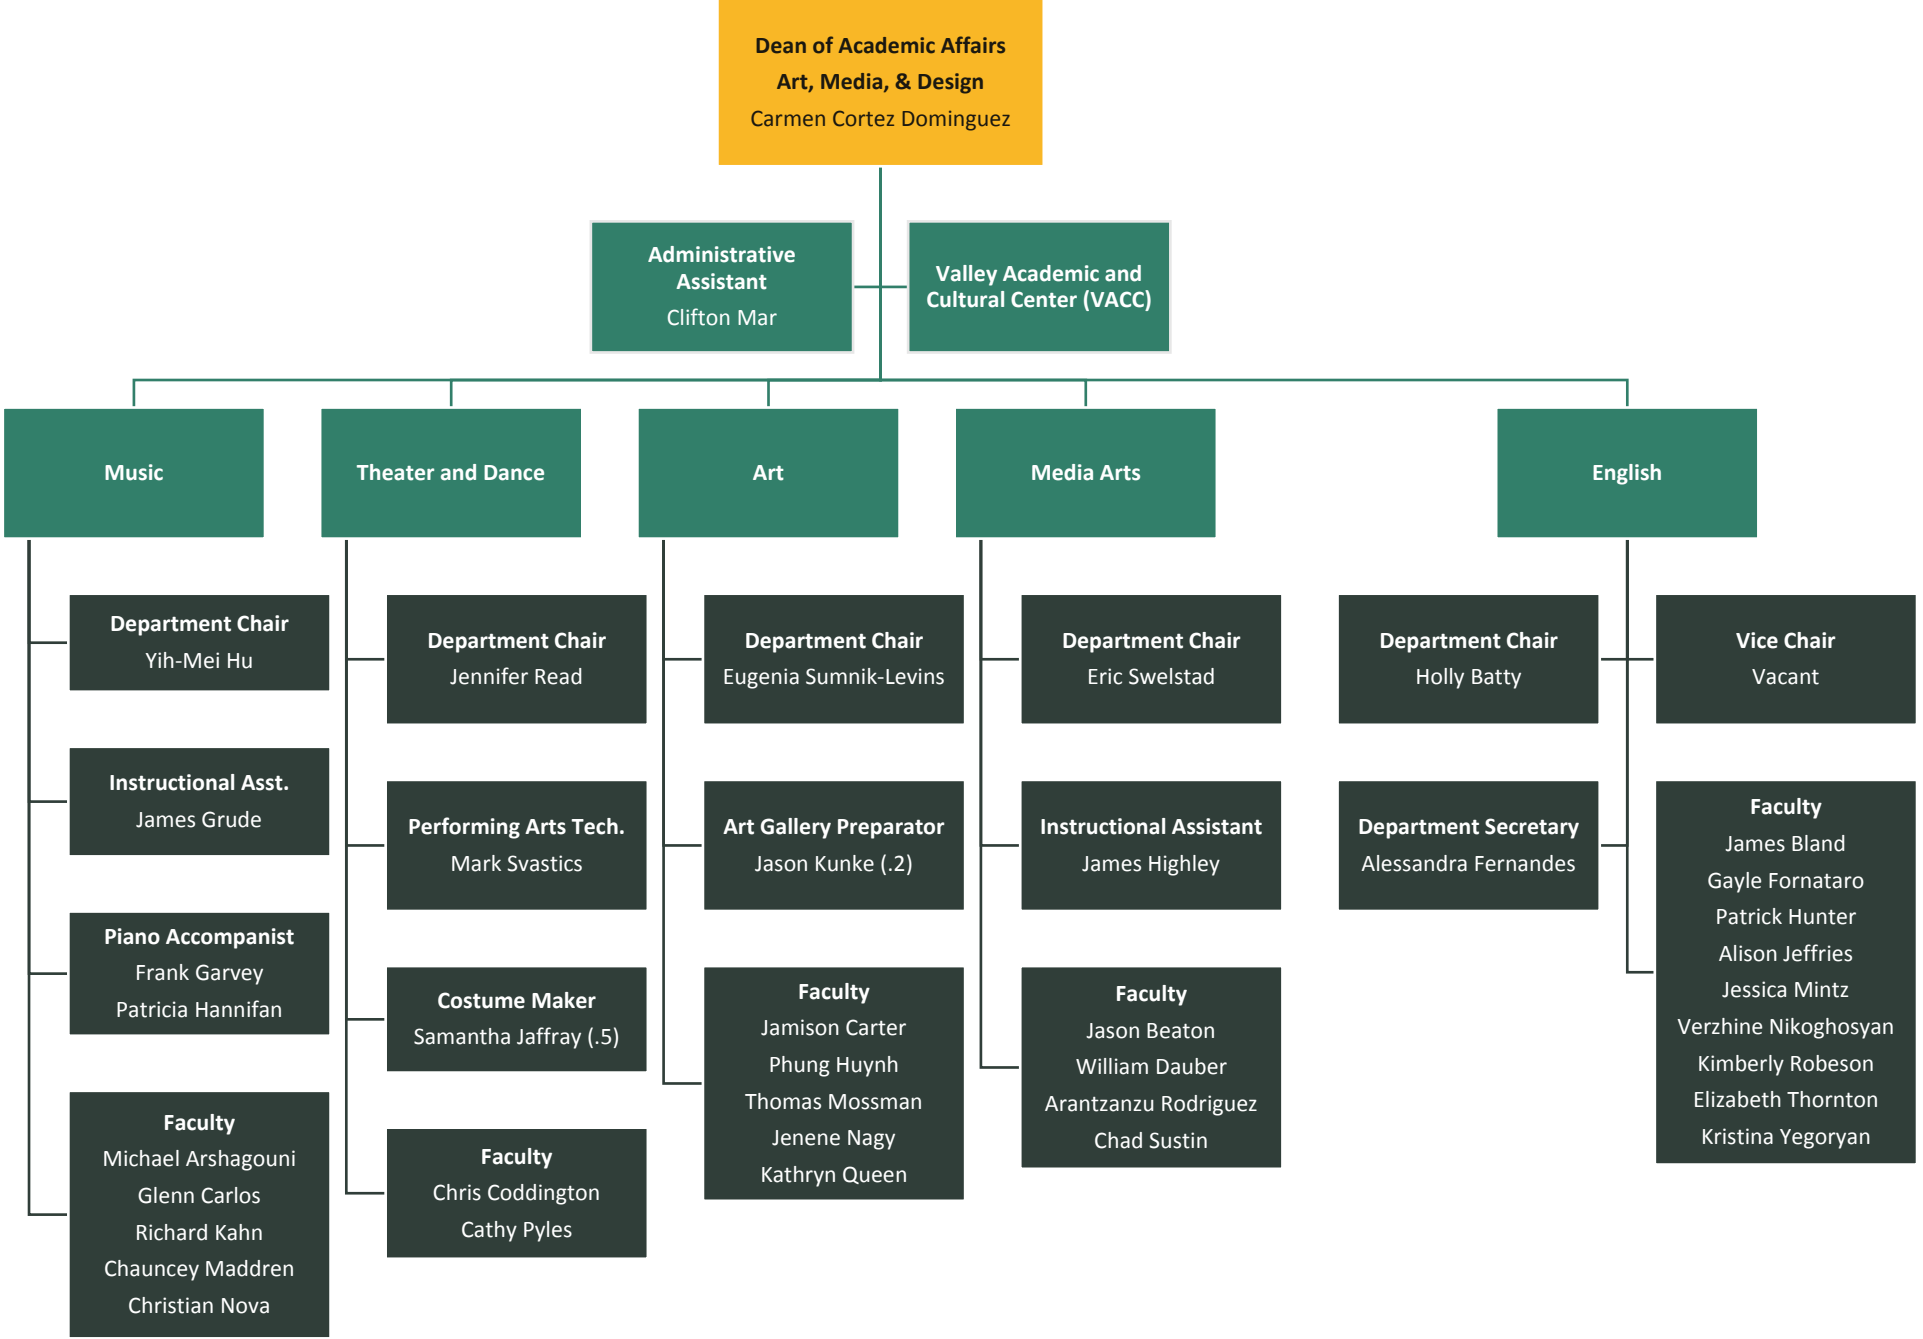 Dean of Academic Affairs
Art, Media, & Design
Carmen Cortez Dominguez
Administrative
Assistant
Clifton Mar
Valley Academic and
Cultural Center (VACC)
Music
Theater and Dance
Art
Media Arts
English
Department Chair
Yih-Mei Hu
Instructional Asst.
James Grude
Piano Accompanist
Frank Garvey
Patricia Hannifan
Faculty
Michael Arshagouni
Glenn Carlos
Richard Kahn
Chauncey Maddren
Christian Nova
Department Chair
Jennifer Read
Performing Arts Tech.
Mark Svastics
Costume Maker
Samantha Jaffray (.5)
Faculty
Chris Coddington
Cathy Pyles
Department Chair
Eugenia Sumnik-Levins
Art Gallery Preparator
Jason Kunke (.2)
Faculty
Jamison Carter
Phung Huynh
Thomas Mossman
Jenene Nagy
Kathryn Queen
Department Chair
Eric Swelstad
Instructional Assistant
James Highley
Faculty
Jason Beaton
William Dauber
Arantzanzu Rodriguez
Chad Sustin
Department Chair
Holly Batty
Vice Chair
Vacant
Department Secretary
Alessandra Fernandes
Faculty
James Bland
Gayle Fornataro
Patrick Hunter
Alison Jeffries
Jessica Mintz
Verzhine Nikoghosyan
Kimberly Robeson
Elizabeth Thornton
Kristina Yegoryan